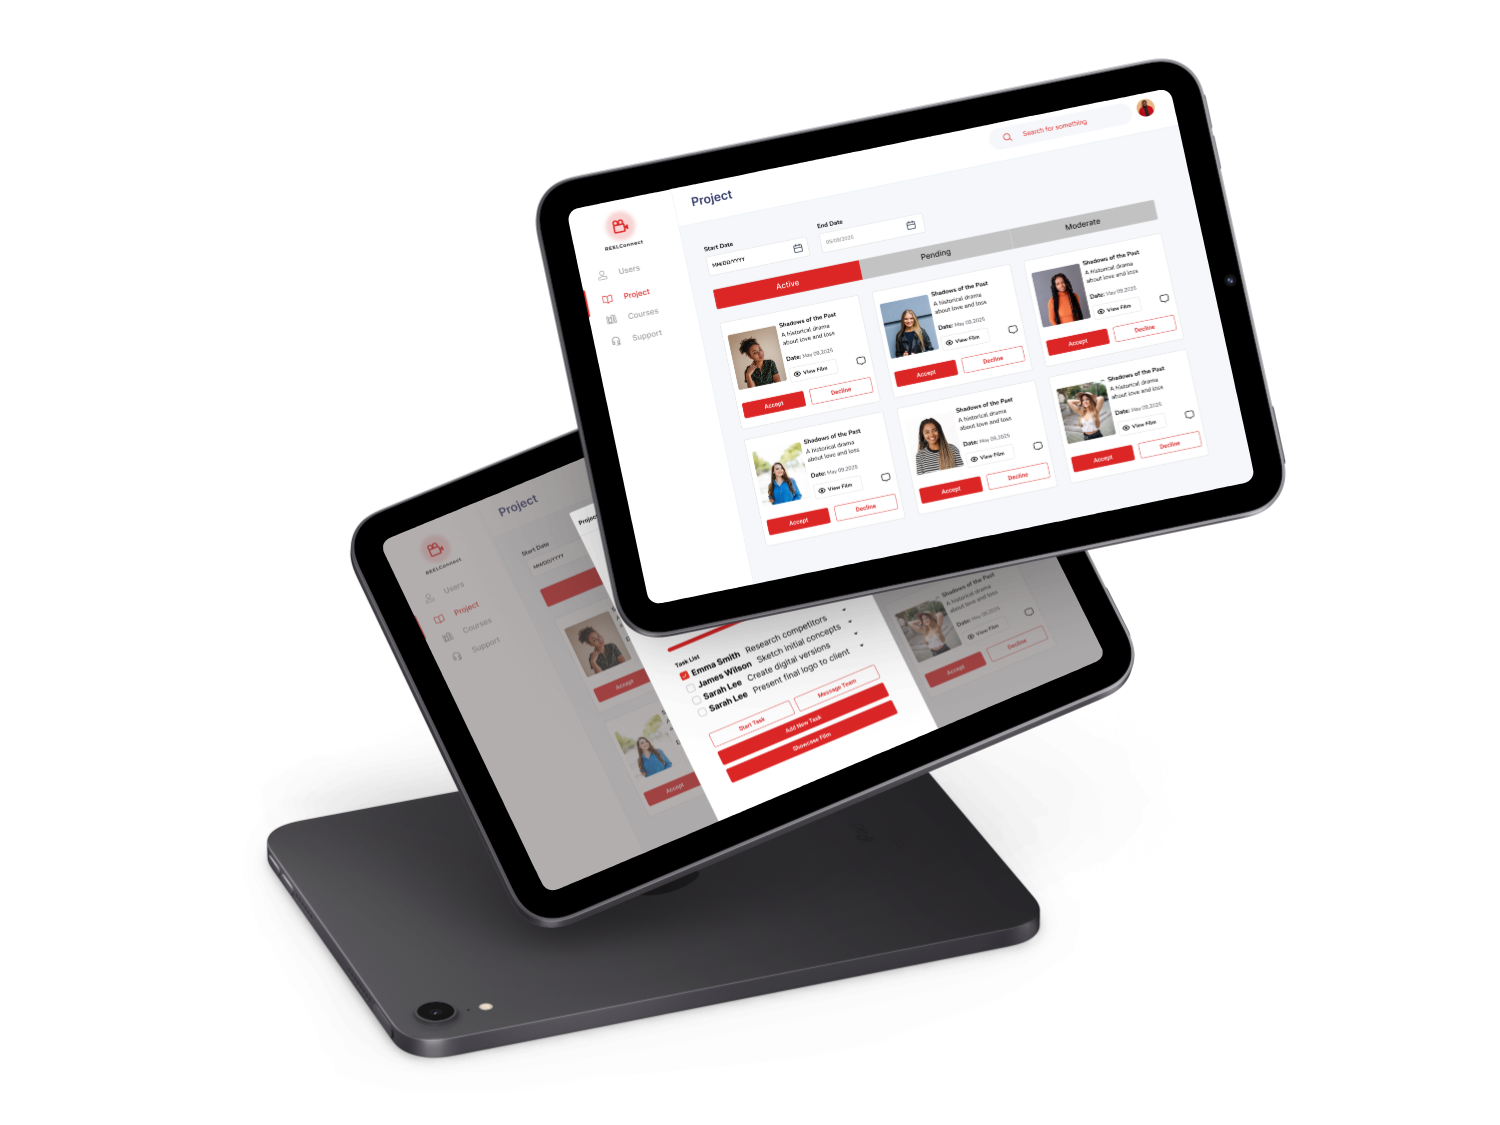 Search for something
Project
REELConnect
Users
Project
Courses
Support
Start Date
MM/DD/YYYY
End Date
06/09/2025
Active
Pending
Moderate
Shadows of the Past
A historical drama
about love and loss
Date: May 09,2025
View Film
Accept
Decline
Shadows of the Past
A historical drama
about love and loss
Date: May 09,2025
View Film
Accept
Decline
Shadows of the Past
A historical drama
about love and loss
Date: May 09,2025
View Film
Accept
Decline
Shadows of the Past
A historical drama
about love and loss
Date: May 09,2025
View Film
Accept
Decline
Shadows of the Past
A historical drama
about love and loss
Date: May 09,2025
View Film
Accept
Decline
Shadows of the Past
A historical drama
about love and loss
Date: May 09,2025
View Film
Accept
Decline
Project
REELConnect
Users
Project
Courses
Support
Start Date
MM/DD/YYYY
Project
Accept
Accept
Task List
Emma Smith Research competitors
James Wilson Sketch initial concepts
Sarah Lee Create digital versions
Sarah Lee Present final logo to client
Start Task
Message Team
Add New Task
Showcase Film
Shadows of the Past
A historical drama
about love and loss
Date: May 09,2025
View Film
Accept
Decline